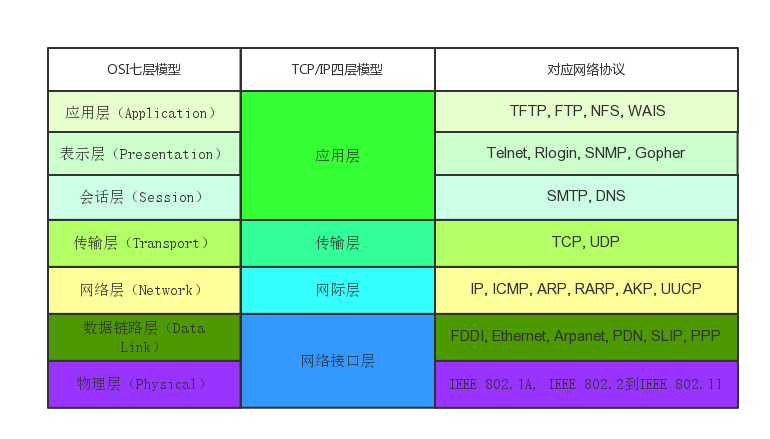 OSI七层模型
TCP/IP四层模型
对应网络协议
应用层（Application）
应用层
TFTP, FTP, NFS, WAIS
表示层（Presentation）
Telnet, Rlogin, SNMP, Gopher
会话层（Session）
SMTP, DNS
传输层（Transport）
传输层
TCP, UDP
网络层（Network）
网际层
IP, ICMP, ARP, RARP, AKP, UUCP
数据链路层（Data
Link）
网络接口层
FDDI, Ethernet, Arpanet, PDN, SLIP, PPP
物理层（Physical）
IEEE 802.1A, IEEE 802.2到IEEE 802.11